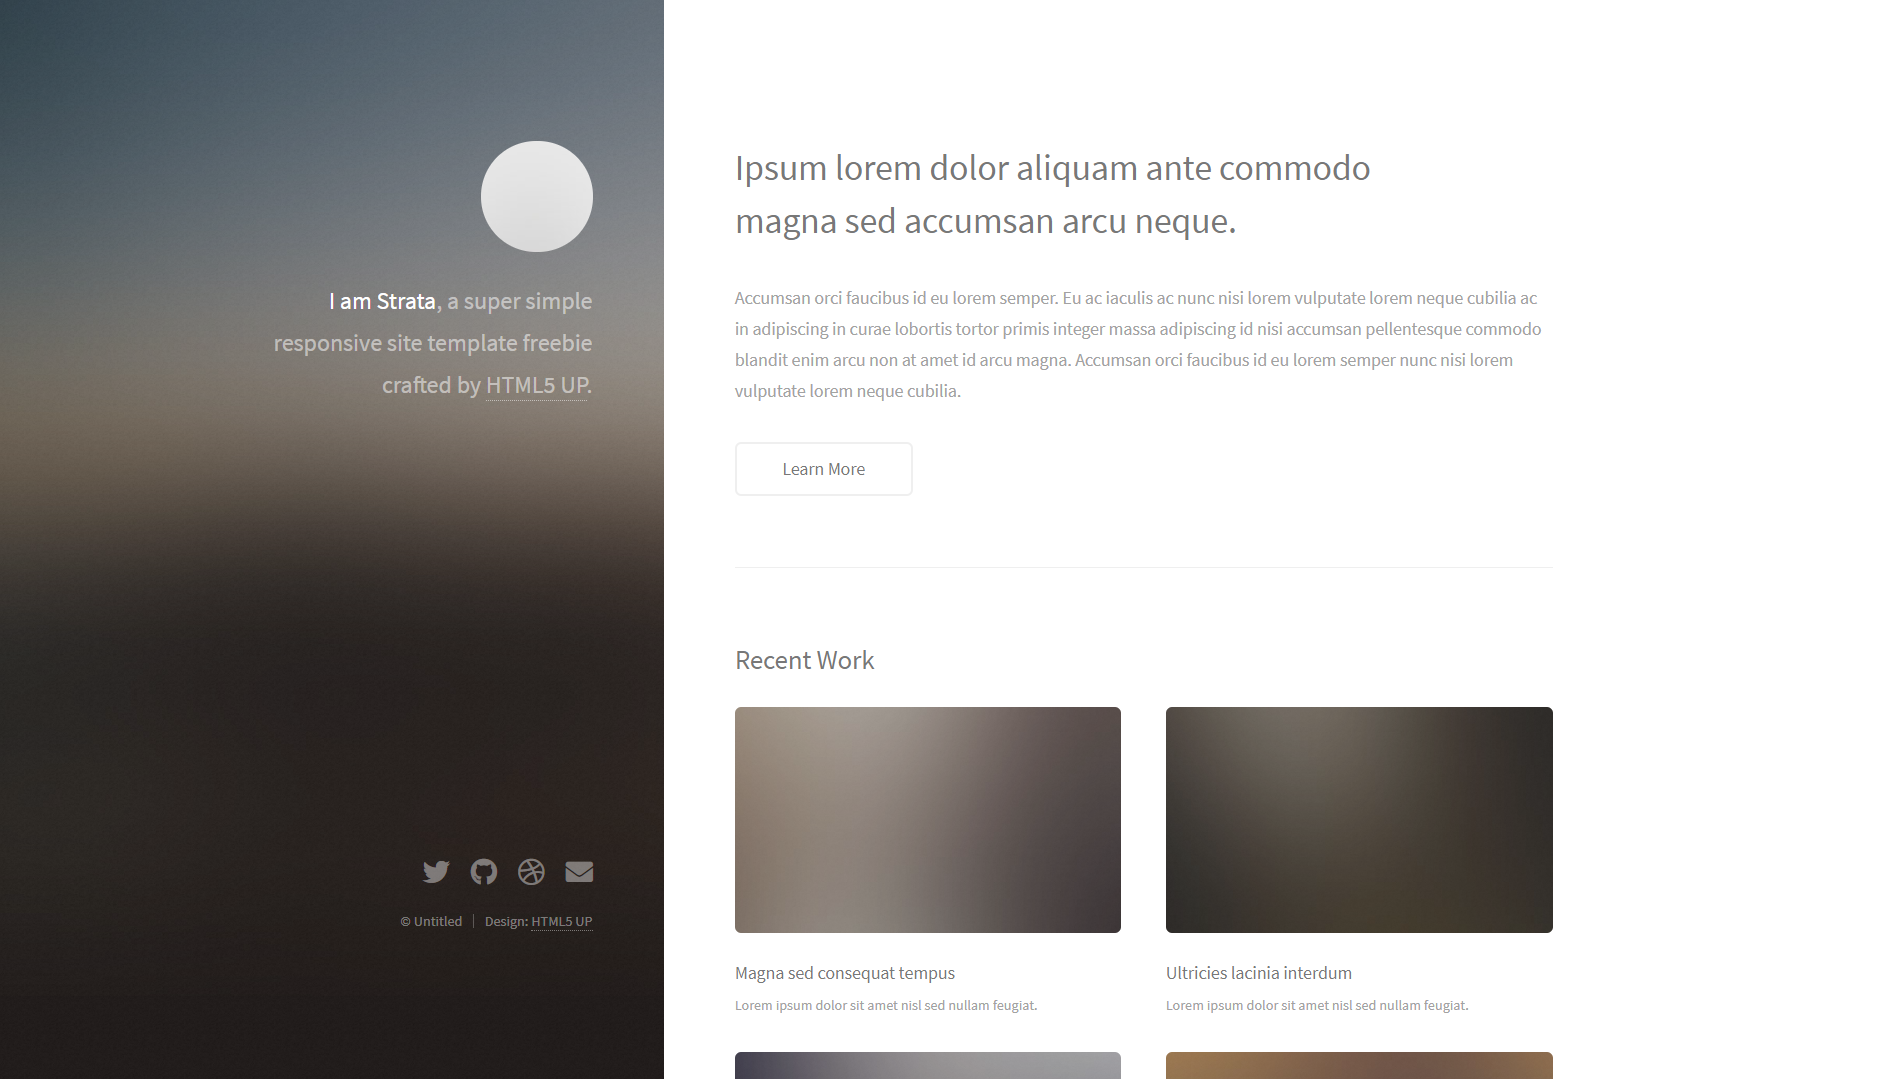 I am Strata, a super simple
responsive site template freebie
crafted by HTML5 UP.
© Untitled
Design: HTML5 UP
Ipsum lorem dolor aliquam ante commodo
magna sed accumsan arcu neque.
Accumsan orci faucibus id eu lorem semper. Eu ac iaculis ac nunc nisi lorem vulputate lorem neque cubilia ac
in adipiscing in curae lobortis tortor primis integer massa adipiscing id nisi accumsan pellentesque commodo
blandit enim arcu non at amet id arcu magna. Accumsan orci faucibus id eu lorem semper nunc nisi lorem
vulputate lorem neque cubilia.
Learn More
Recent Work
Magna sed consequat tempus
Lorem ipsum dolor sit amet nisl sed nullam feugiat.
Ultricies lacinia interdum
Lorem ipsum dolor sit amet nisl sed nullam feugiat.